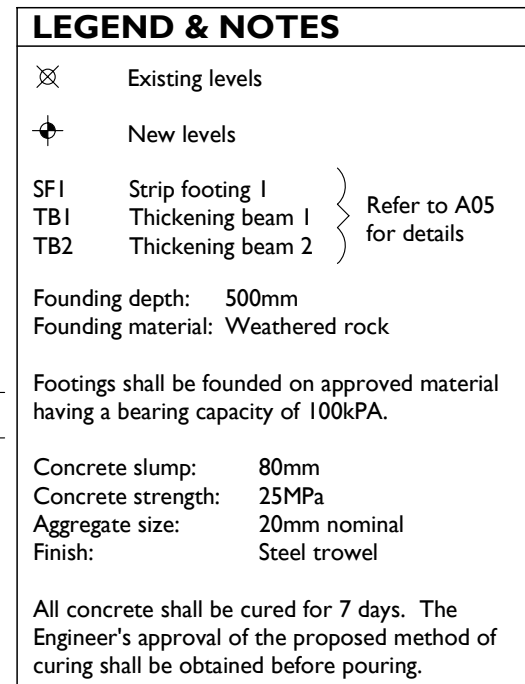 LEGEND & NOTES
Existing levels
New levels
SF1 Strip footing 1
TB1 Thickening beam 1
TB2 Thickening beam 2
Refer to A05
for details
Founding depth: 500mm
Founding material: Weathered rock
Footings shall be founded on approved material
having a bearing capacity of 100kPA.
Concrete slump: 80mm
Concrete strength: 25MPa
Aggregate size: 20mm nominal
Finish: Steel trowel
All concrete shall be cured for 7 days. The
Engineer's approval of the proposed method of
curing shall be obtained before pouring.